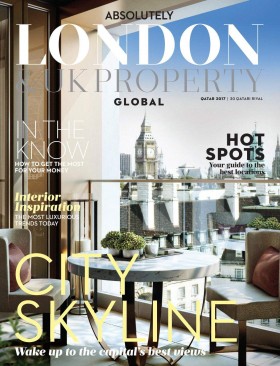 ABSOLUTELY
LONDON
& UK PROPERTY
GLOBAL
QATAR 2017 | 30 QATARI RIYAL
IN THE
KNOW
HOW TO GET THE MOST
FOR YOUR MONEY
HOT
SPOTS
Your guide to the
best locations
Interior
Inspiration
THE MOST LUXURIOUS
TRENDS TODAY
CITY
SKYLINE
Wake up to the capital's best views